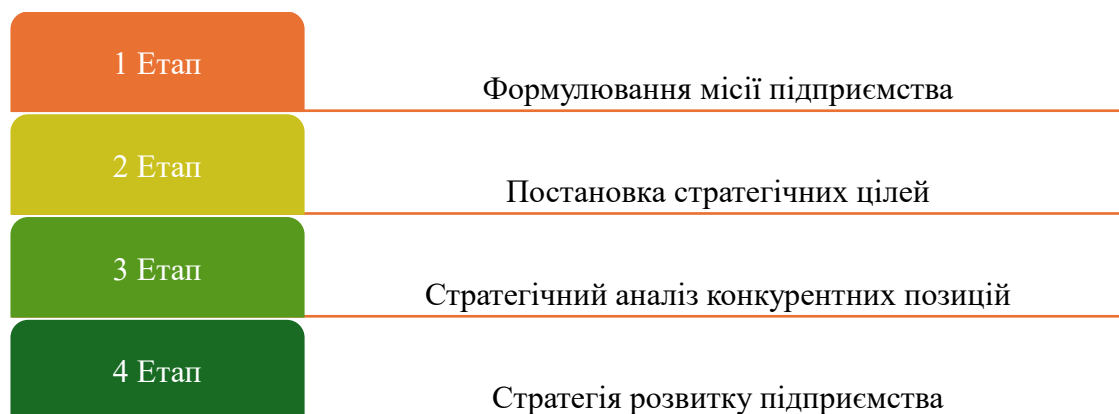 1 Етап
Формулювання місії підприємства
2 Етап
Постановка стратегічних цілей
3 Етап
Стратегічний аналіз конкурентних позицій
4 Етап
Стратегія розвитку підприємства